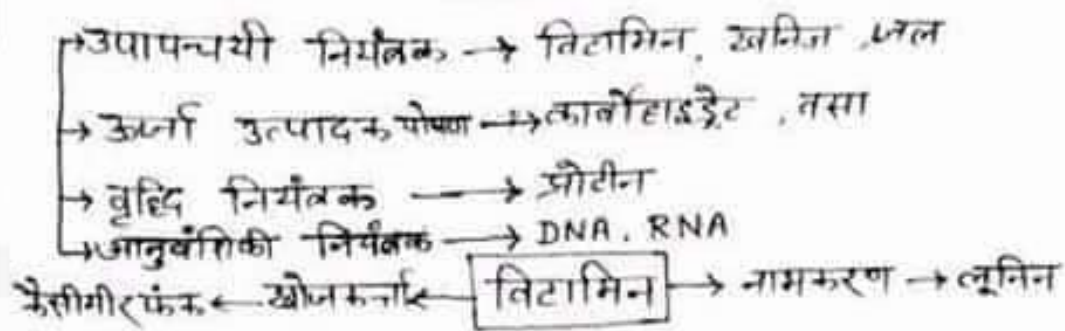 → उपापचयी नियंत्रक → विटामिन, खनिज, जल
→ ऊर्जा उत्पादक पोषण → कार्बोहाइड्रेट, वसा
→ वृद्धि नियंत्रक → प्रोटीन
→ आनुवंशिकी नियंत्रक → DNA, RNA
कैसीमीर फंक ← खोजकर्ता ← विटामिन → नामकरण → लूनिन